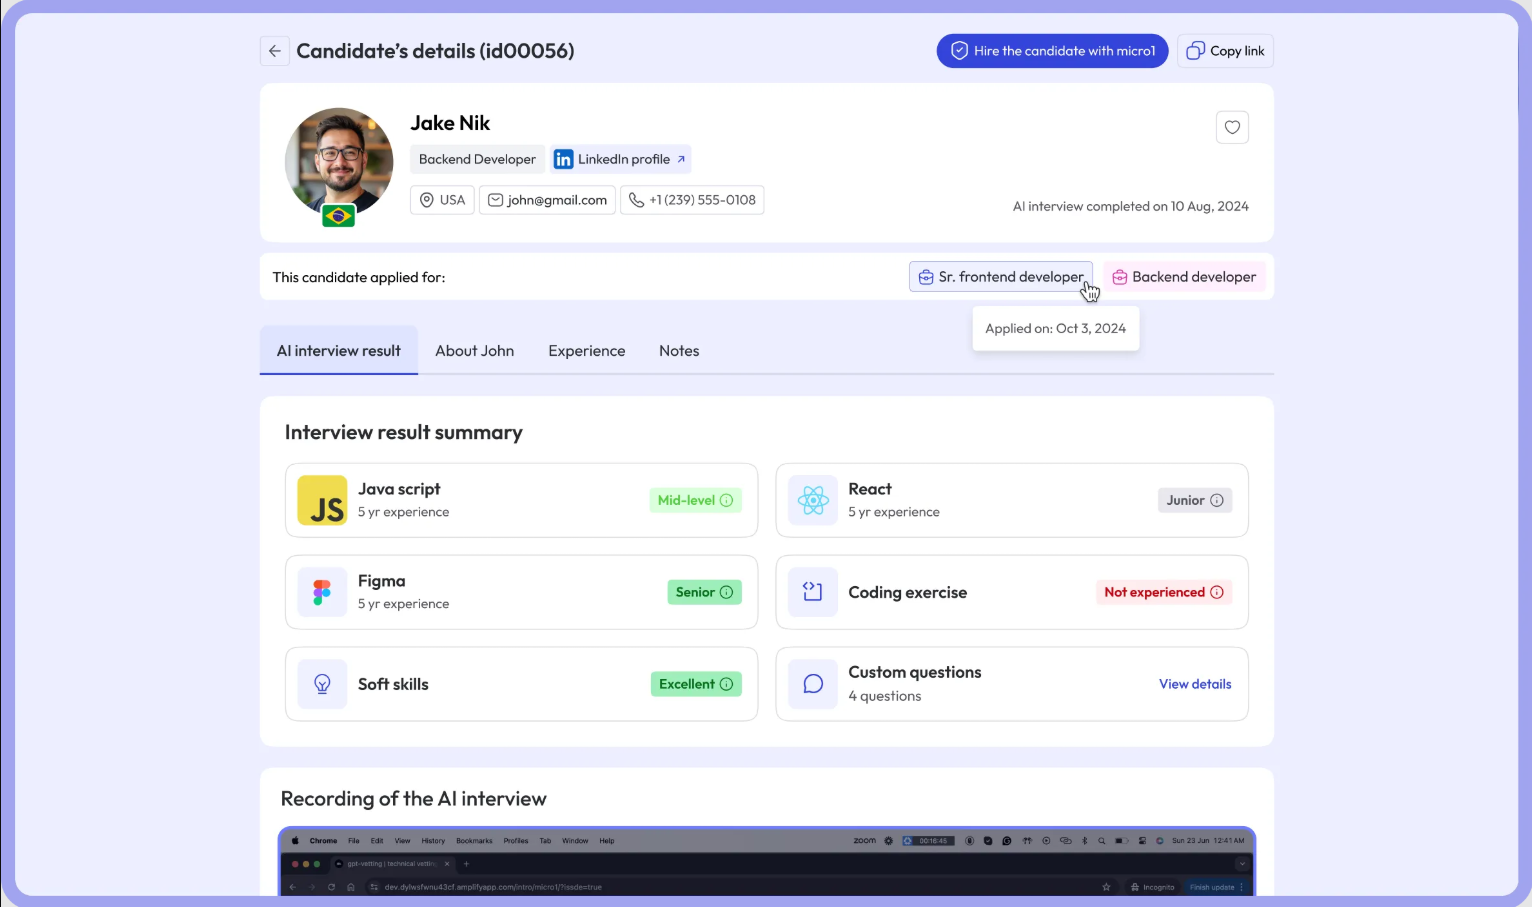 Candidate’s details (id00056)
Hire the candidate with micro1
Copy link
Jake Nik
Backend Developer
in LinkedIn profile
USA
john@gmail.com
+1 (239) 555-0108
AI interview completed on 10 Aug, 2024
This candidate applied for:
Sr. frontend developer
Backend developer
Applied on: Oct 3, 2024
AI interview result
About John
Experience
Notes
Interview result summary
JS
Java script
5 yr experience
Mid-level
React
5 yr experience
Junior
Figma
5 yr experience
Senior
Coding exercise
Not experienced
Soft skills
Excellent
Custom questions
4 questions
View details
Recording of the AI interview
Chrome File Edit View History Bookmarks Profiles Tab Window Help
zoom 00:16:45 Sun 23 Jun 12:41 AM
gpt-vetting | technical vetting
dev.dylwsfwnu43cf.amplifyapp.com/intro/micro1/?issde=true
Incognito
Finish update